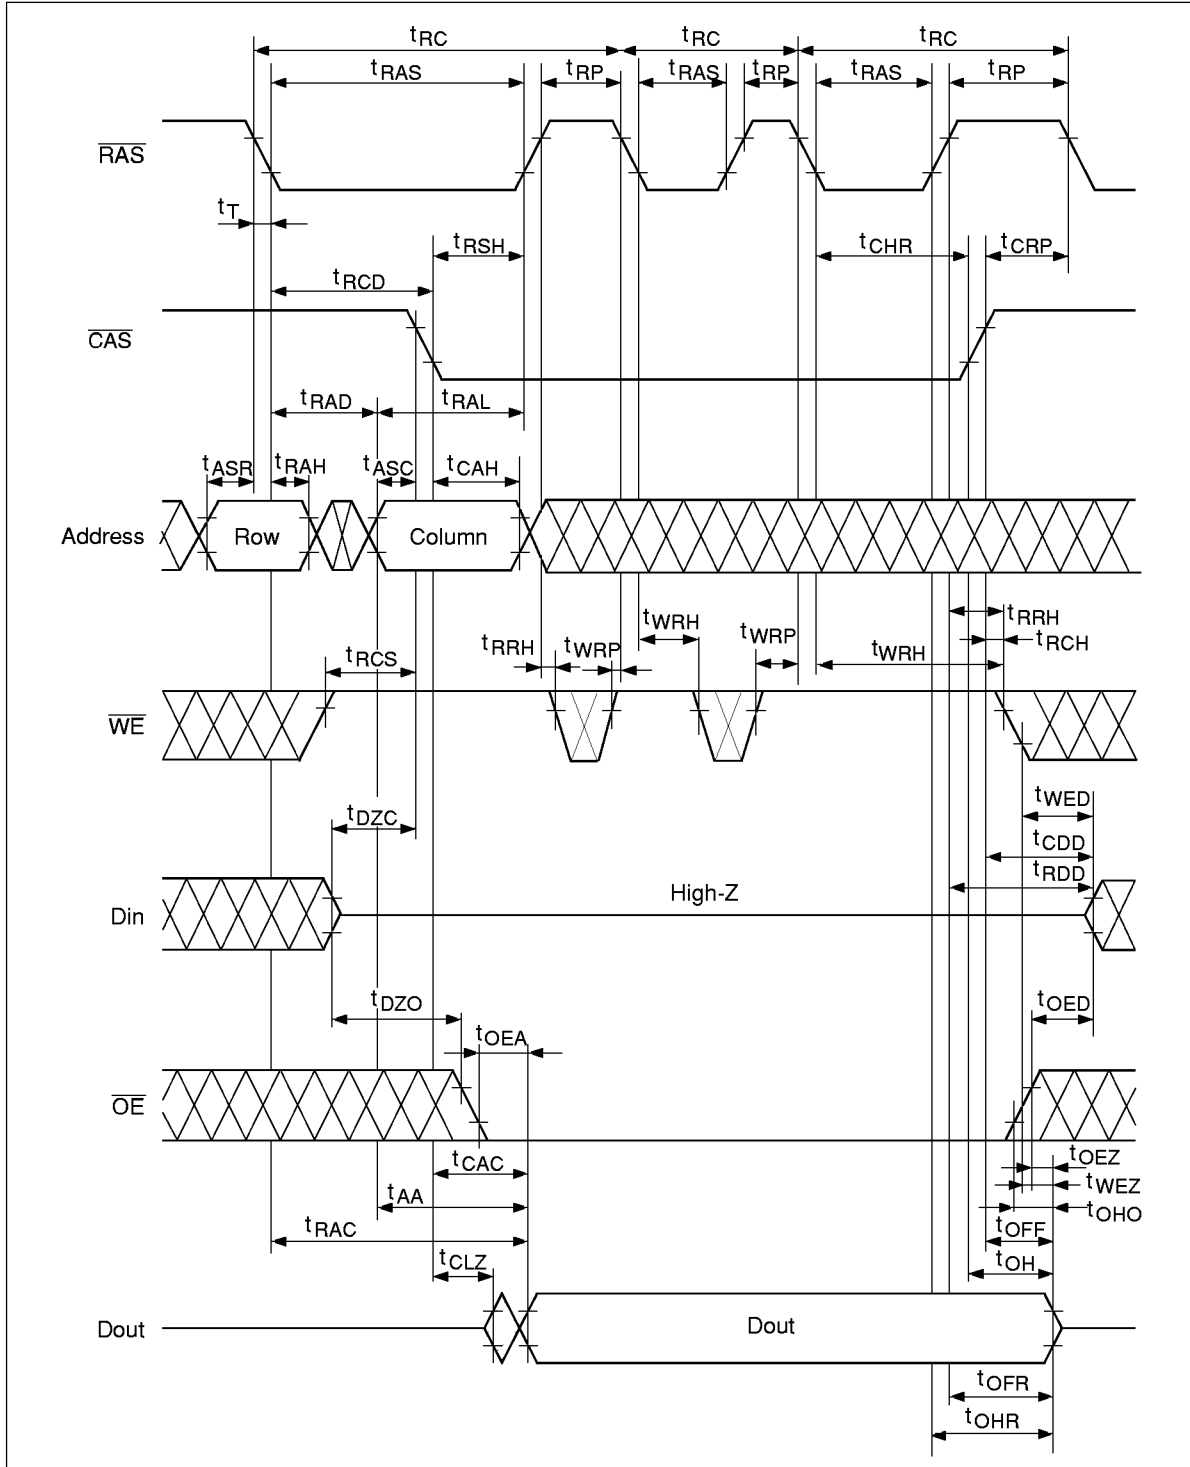 tRC tRC tRC
tRAS tRP tRAS tRP tRAS tRP
RAS
tT
tRSH tCHR tCRP
tRCD
CAS
tRAD tRAL
tASR tRAH tASC tCAH
Address Row Column
tRRH
tWRH tWRP
tRRH tWRP tRCH
tRCS tWRH
WE
tWED
tDZC
tCDD
tRDD
High-Z
Din
tDZO tOED
tOEA
OE
tCAC tOEZ
tAA tWEZ
tRAC tOHO
tOFF
tCLZ tOH
Dout Dout
tOFR
tOHR